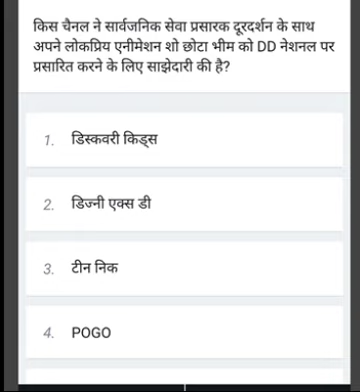 किस चैनल ने सार्वजनिक सेवा प्रसारक दूरदर्शन के साथ
अपने लोकप्रिय एनीमेशन शो छोटा भीम को DD नेशनल पर
प्रसारित करने के लिए साझेदारी की है?
1. डिस्कवरी किड्स
2. डिज्नी एक्स डी
3. टीन निक
4. POGO